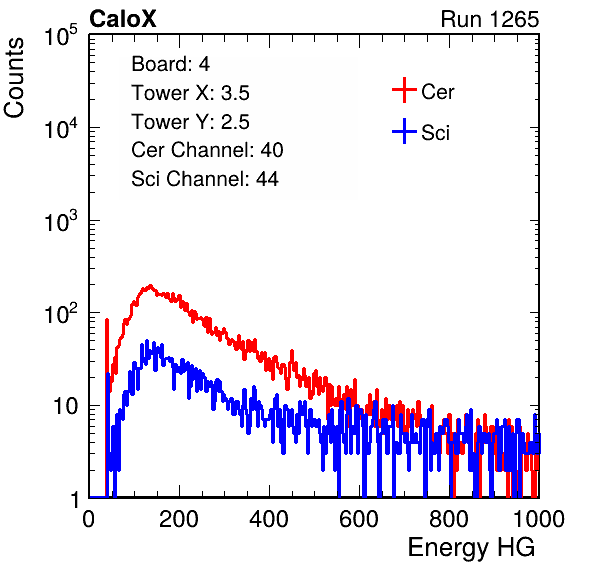 CaloX Run 1265
Counts
Board: 4
Tower X: 3.5
Tower Y: 2.5
Cer Channel: 40
Sci Channel: 44
Cer
Sci
10^5
10^4
10^3
10^2
10
1
0 200 400 600 800 1000
Energy HG